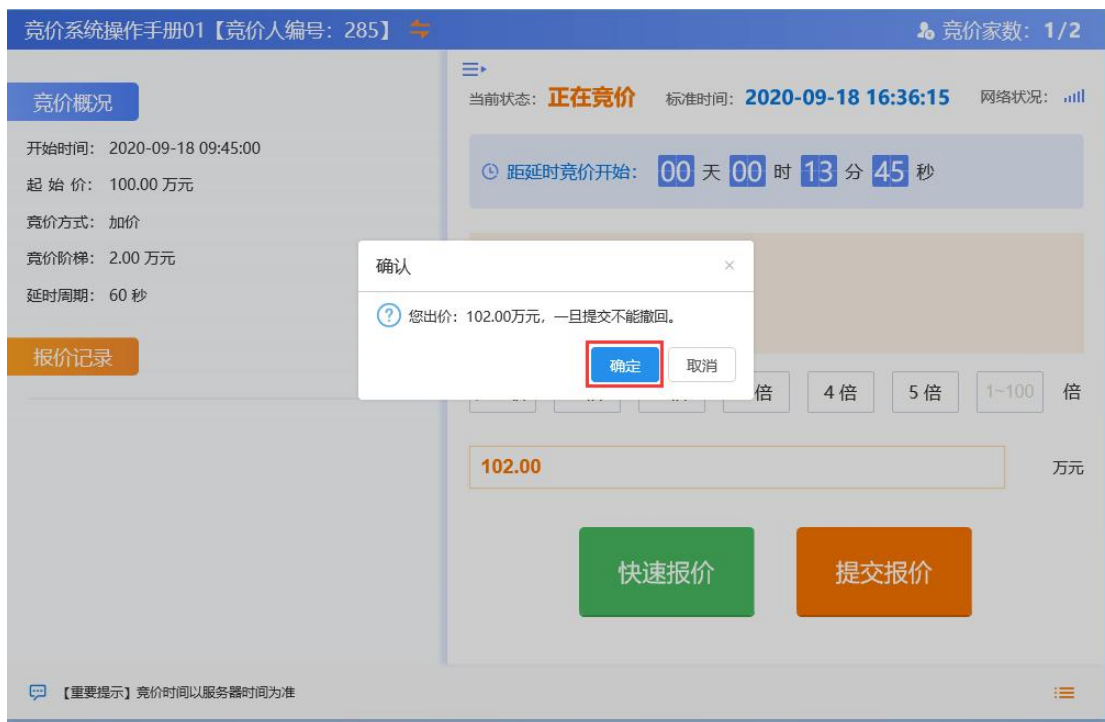 竞价系统操作手册01【竞价人编号：285】
竞价家数：1/2
竞价概况
开始时间： 2020-09-18 09:45:00
起 始 价： 100.00 万元
竞价方式： 加价
竞价阶梯： 2.00 万元
延时周期： 60 秒
报价记录
当前状态：正在竞价 标准时间：2020-09-18 16:36:15 网络状况：
距延时竞价开始： 00 天 00 时 13 分 45 秒
确认
您出价：102.00万元，一旦提交不能撤回。
确定 取消
倍 4 倍 5 倍 1~100 倍
102.00 万元
快速报价 提交报价
【重要提示】竞价时间以服务器时间为准